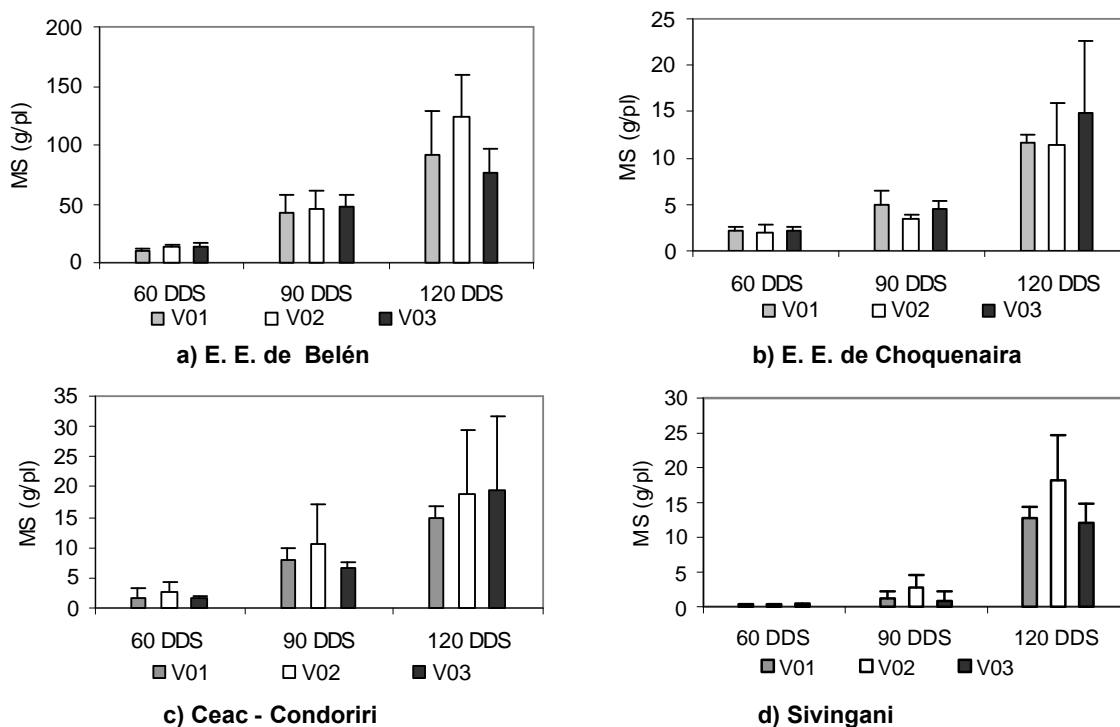 200
150
100
50
0
MS (g/pl)
60 DDS 90 DDS 120 DDS
V01 V02 V03
a) E. E. de Belén
25
20
15
10
5
0
MS (g/pl)
60 DDS 90 DDS 120 DDS
V01 V02 V03
b) E. E. de Choquenaira
35
30
25
20
15
10
5
0
MS (g/pl)
60 DDS 90 DDS 120 DDS
V01 V02 V03
c) Ceac - Condoriri
30
25
20
15
10
5
0
MS (g/pl)
60 DDS 90 DDS 120 DDS
V01 V02 V03
d) Sivingani